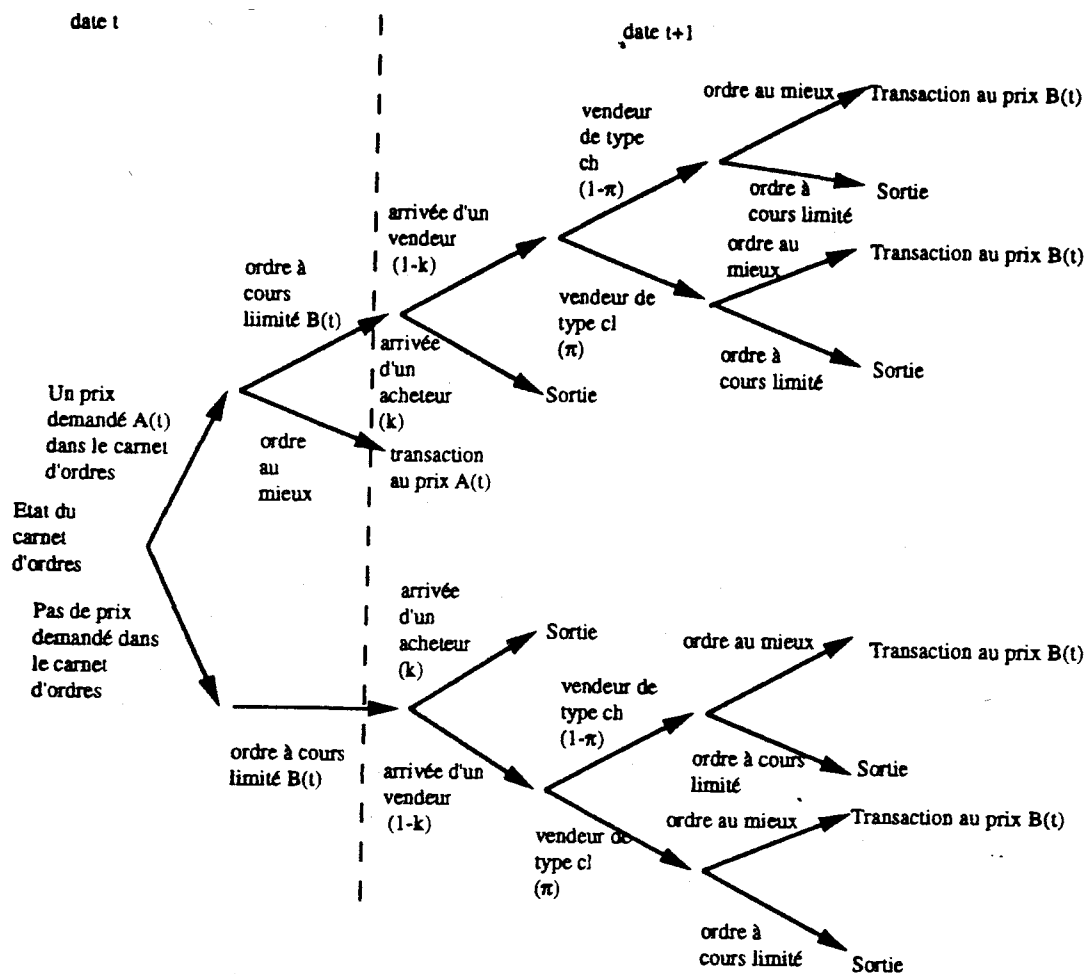 date t
date t+1
ordre au mieux
Transaction au prix B(t)
vendeur
de type
ch
(1-π)
ordre à
cours limité
Sortie
arrivée d'un
vendeur
(1-k)
ordre au
mieux
Transaction au prix B(t)
ordre à
cours
liimité B(t)
vendeur de
type cl
(π)
ordre à
cours limité
Sortie
arrivée
d'un
acheteur
(k)
Sortie
Un prix
demandé A(t)
dans le carnet
d'ordres
ordre
au
mieux
transaction
au prix A(t)
Etat du
carnet
d'ordres
Pas de prix
demandé dans
le carnet
d'ordres
arrivée
d'un
acheteur
(k)
Sortie
ordre au mieux
Transaction au prix B(t)
vendeur de
type ch
(1-π)
ordre à cours
limité B(t)
ordre à cours
limité
Sortie
arrivée d'un
vendeur
(1-k)
ordre au mieux
Transaction au prix B(t)
vendeur de
type cl
(π)
ordre à
cours limité
Sortie